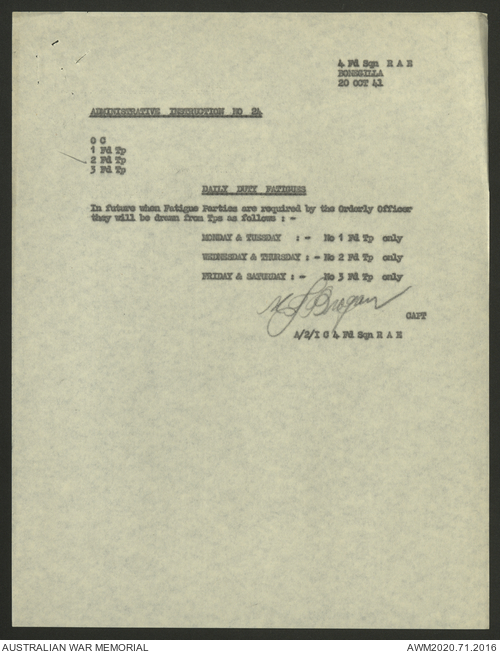 4 Fd Sqn R A E
BONEGILLA
20 OCT 41
ADMINISTRATIVE INSTRUCTION NO 24
O C
1 Fd Tp
2 Fd Tp
3 Fd Tp
DAILY DUTY FATIGUES
In future when Fatigue Parties are required by the Orderly Officer
they will be drawn from Tps as follows : -
MONDAY & TUESDAY : - No 1 Fd Tp only
WEDNESDAY & THURSDAY : - No 2 Fd Tp only
FRIDAY & SATURDAY : - No 3 Fd Tp only
Brogan
CAPT
A/2/I C 4 Fd Sqn R A E
AUSTRALIAN WAR MEMORIAL
AWM2020.71.2016